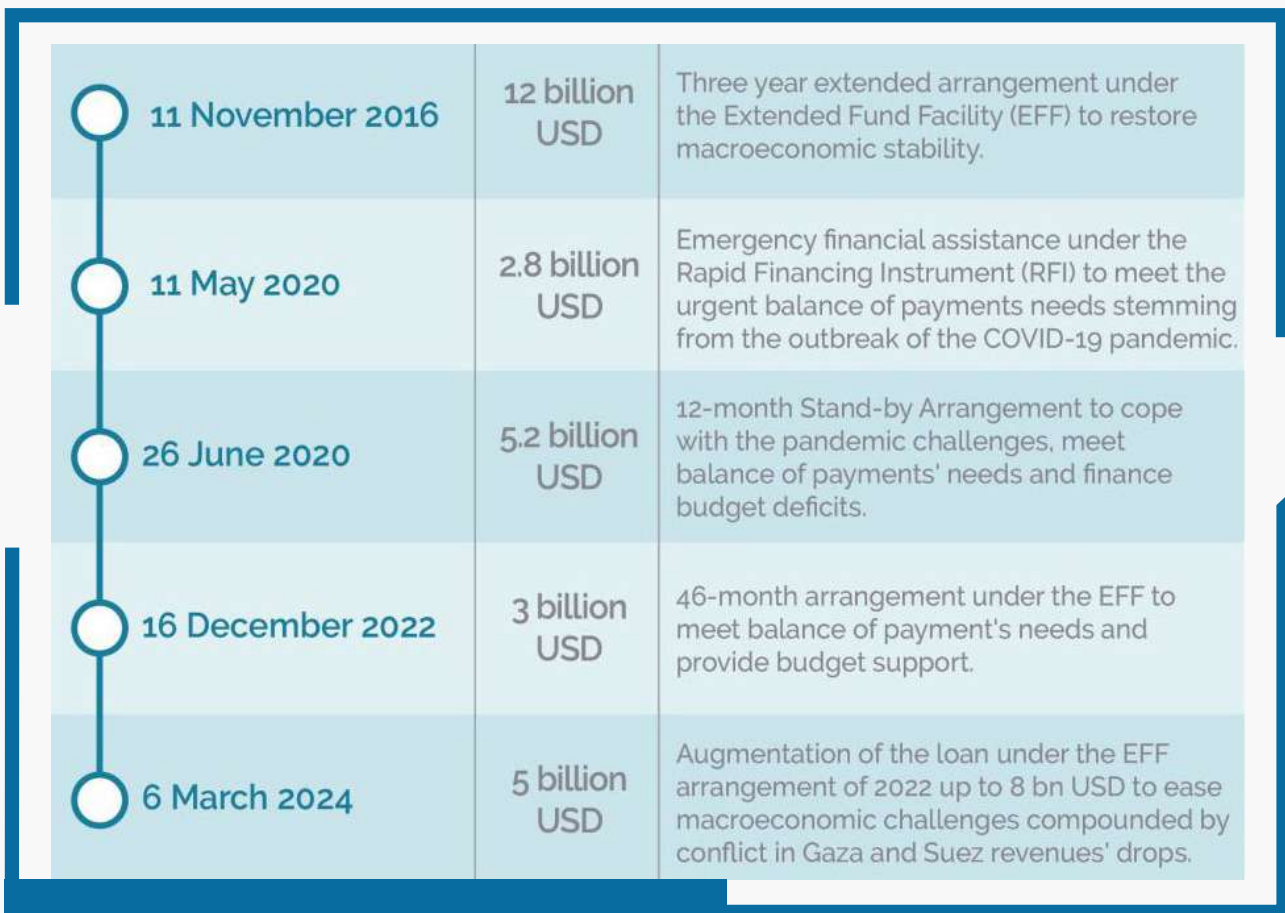 11 November 2016
12 billion
USD
Three year extended arrangement under
the Extended Fund Facility (EFF) to restore
macroeconomic stability.
11 May 2020
2.8 billion
USD
Emergency financial assistance under the
Rapid Financing Instrument (RFI) to meet the
urgent balance of payments needs stemming
from the outbreak of the COVID-19 pandemic.
26 June 2020
5.2 billion
USD
12-month Stand-by Arrangement to cope
with the pandemic challenges, meet
balance of payments' needs and finance
budget deficits.
16 December 2022
3 billion
USD
46-month arrangement under the EFF to
meet balance of payment's needs and
provide budget support.
6 March 2024
5 billion
USD
Augmentation of the loan under the EFF
arrangement of 2022 up to 8 bn USD to ease
macroeconomic challenges compounded by
conflict in Gaza and Suez revenues' drops.